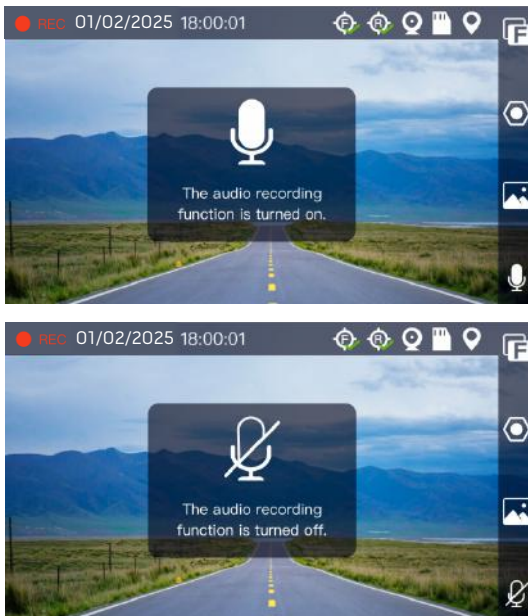 REC 01/02/2025 18:00:01 F R
F
The audio recording
function is turned on.
REC 01/02/2025 18:00:01 F R
F
The audio recording
function is turned off.